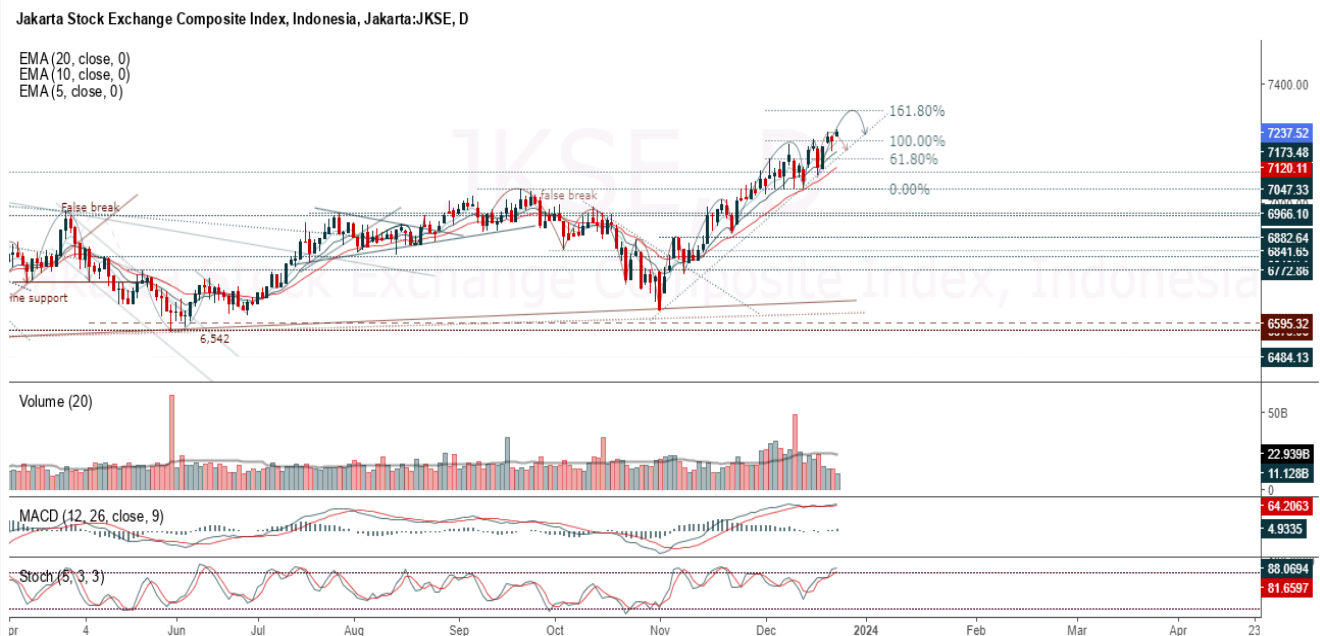 Jakarta Stock Exchange Composite Index, Indonesia, Jakarta:JKSE, D
EMA (20, close, 0)
EMA (10, close, 0)
EMA (5, close, 0)
JKSE, D
Jakarta Stock Exchange Composite Index, Indonesia
7400.00
161.80%
7237.52
100.00%
7173.48
61.80%
7120.11
0.00%
7047.33
false break
False break
6966.10
6882.64
6841.65
6772.86
the support
6595.32
6,542
6484.13
Volume (20)
50B
22.939B
11.128B
0
MACD (12, 26, close, 9)
64.2063
4.9335
Stoch (5, 3, 3)
88.0694
81.6597
pr 4 Jun Jul Aug Sep Oct Nov Dec 2024 Feb Mar Apr 23